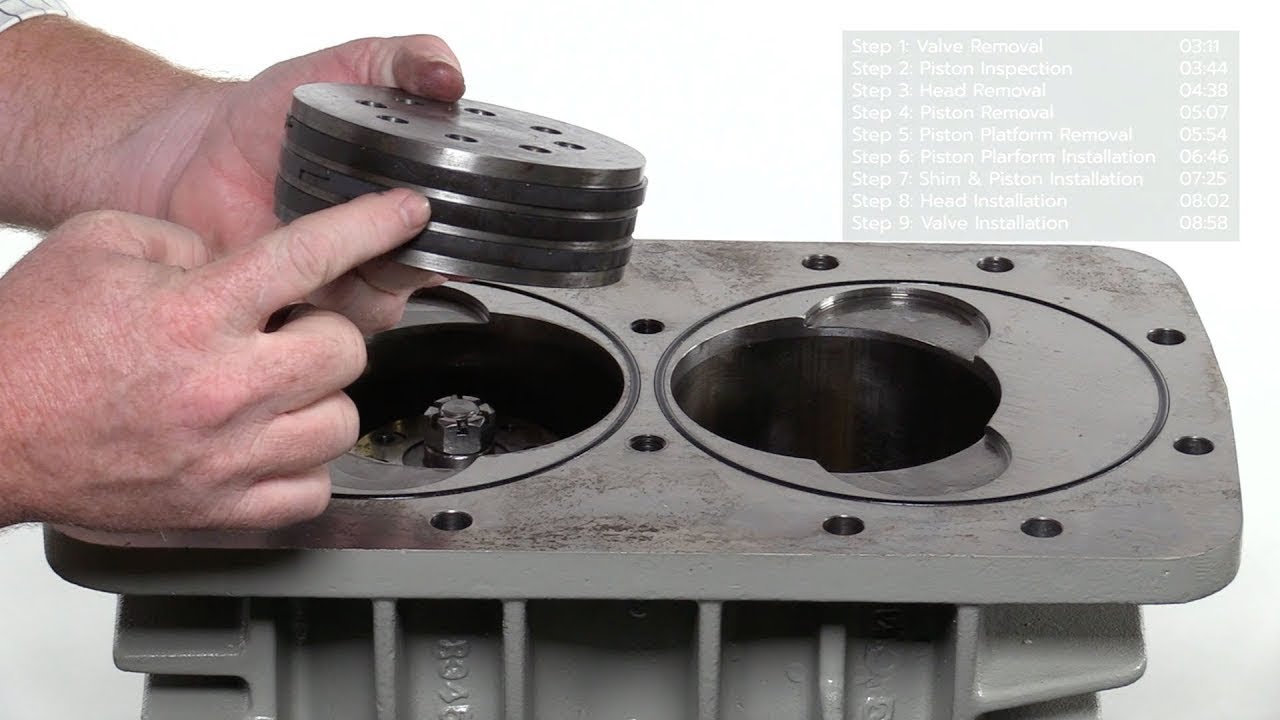 Step 1: Valve Removal 03:11
Step 2: Piston Inspection 03:44
Step 3: Head Removal 04:38
Step 4: Piston Removal 05:07
Step 5: Piston Platform Removal 05:54
Step 6: Piston Plarform Installation 06:46
Step 7: Shim & Piston Installation 07:25
Step 8: Head Installation 08:02
Step 9: Valve Installation 08:58